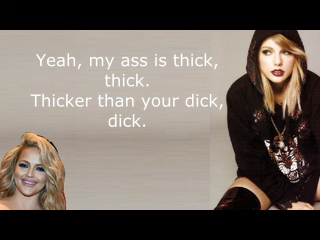 Yeah, my ass is thick,
thick.
Thicker than your dick,
dick.